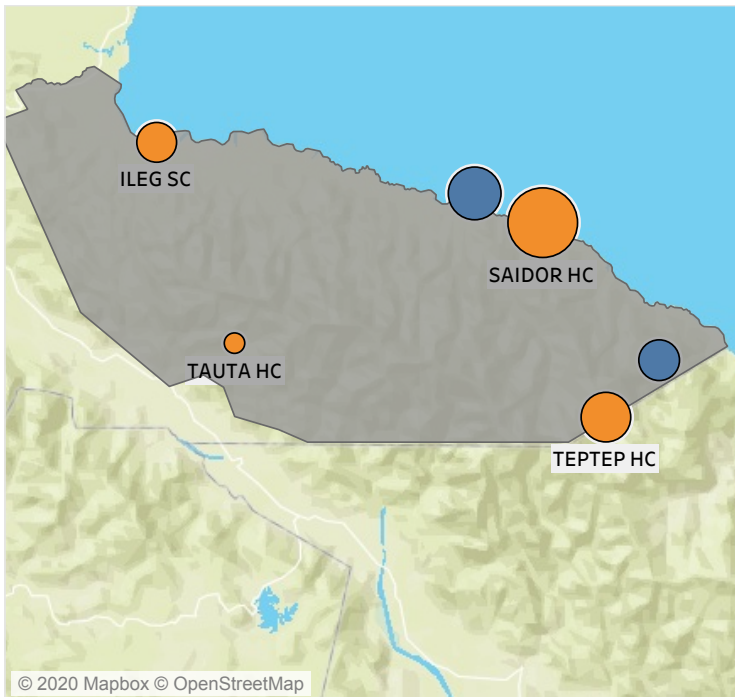 ILEG SC
SAIDOR HC
TAUTA HC
TEPTEP HC
© 2020 Mapbox © OpenStreetMap